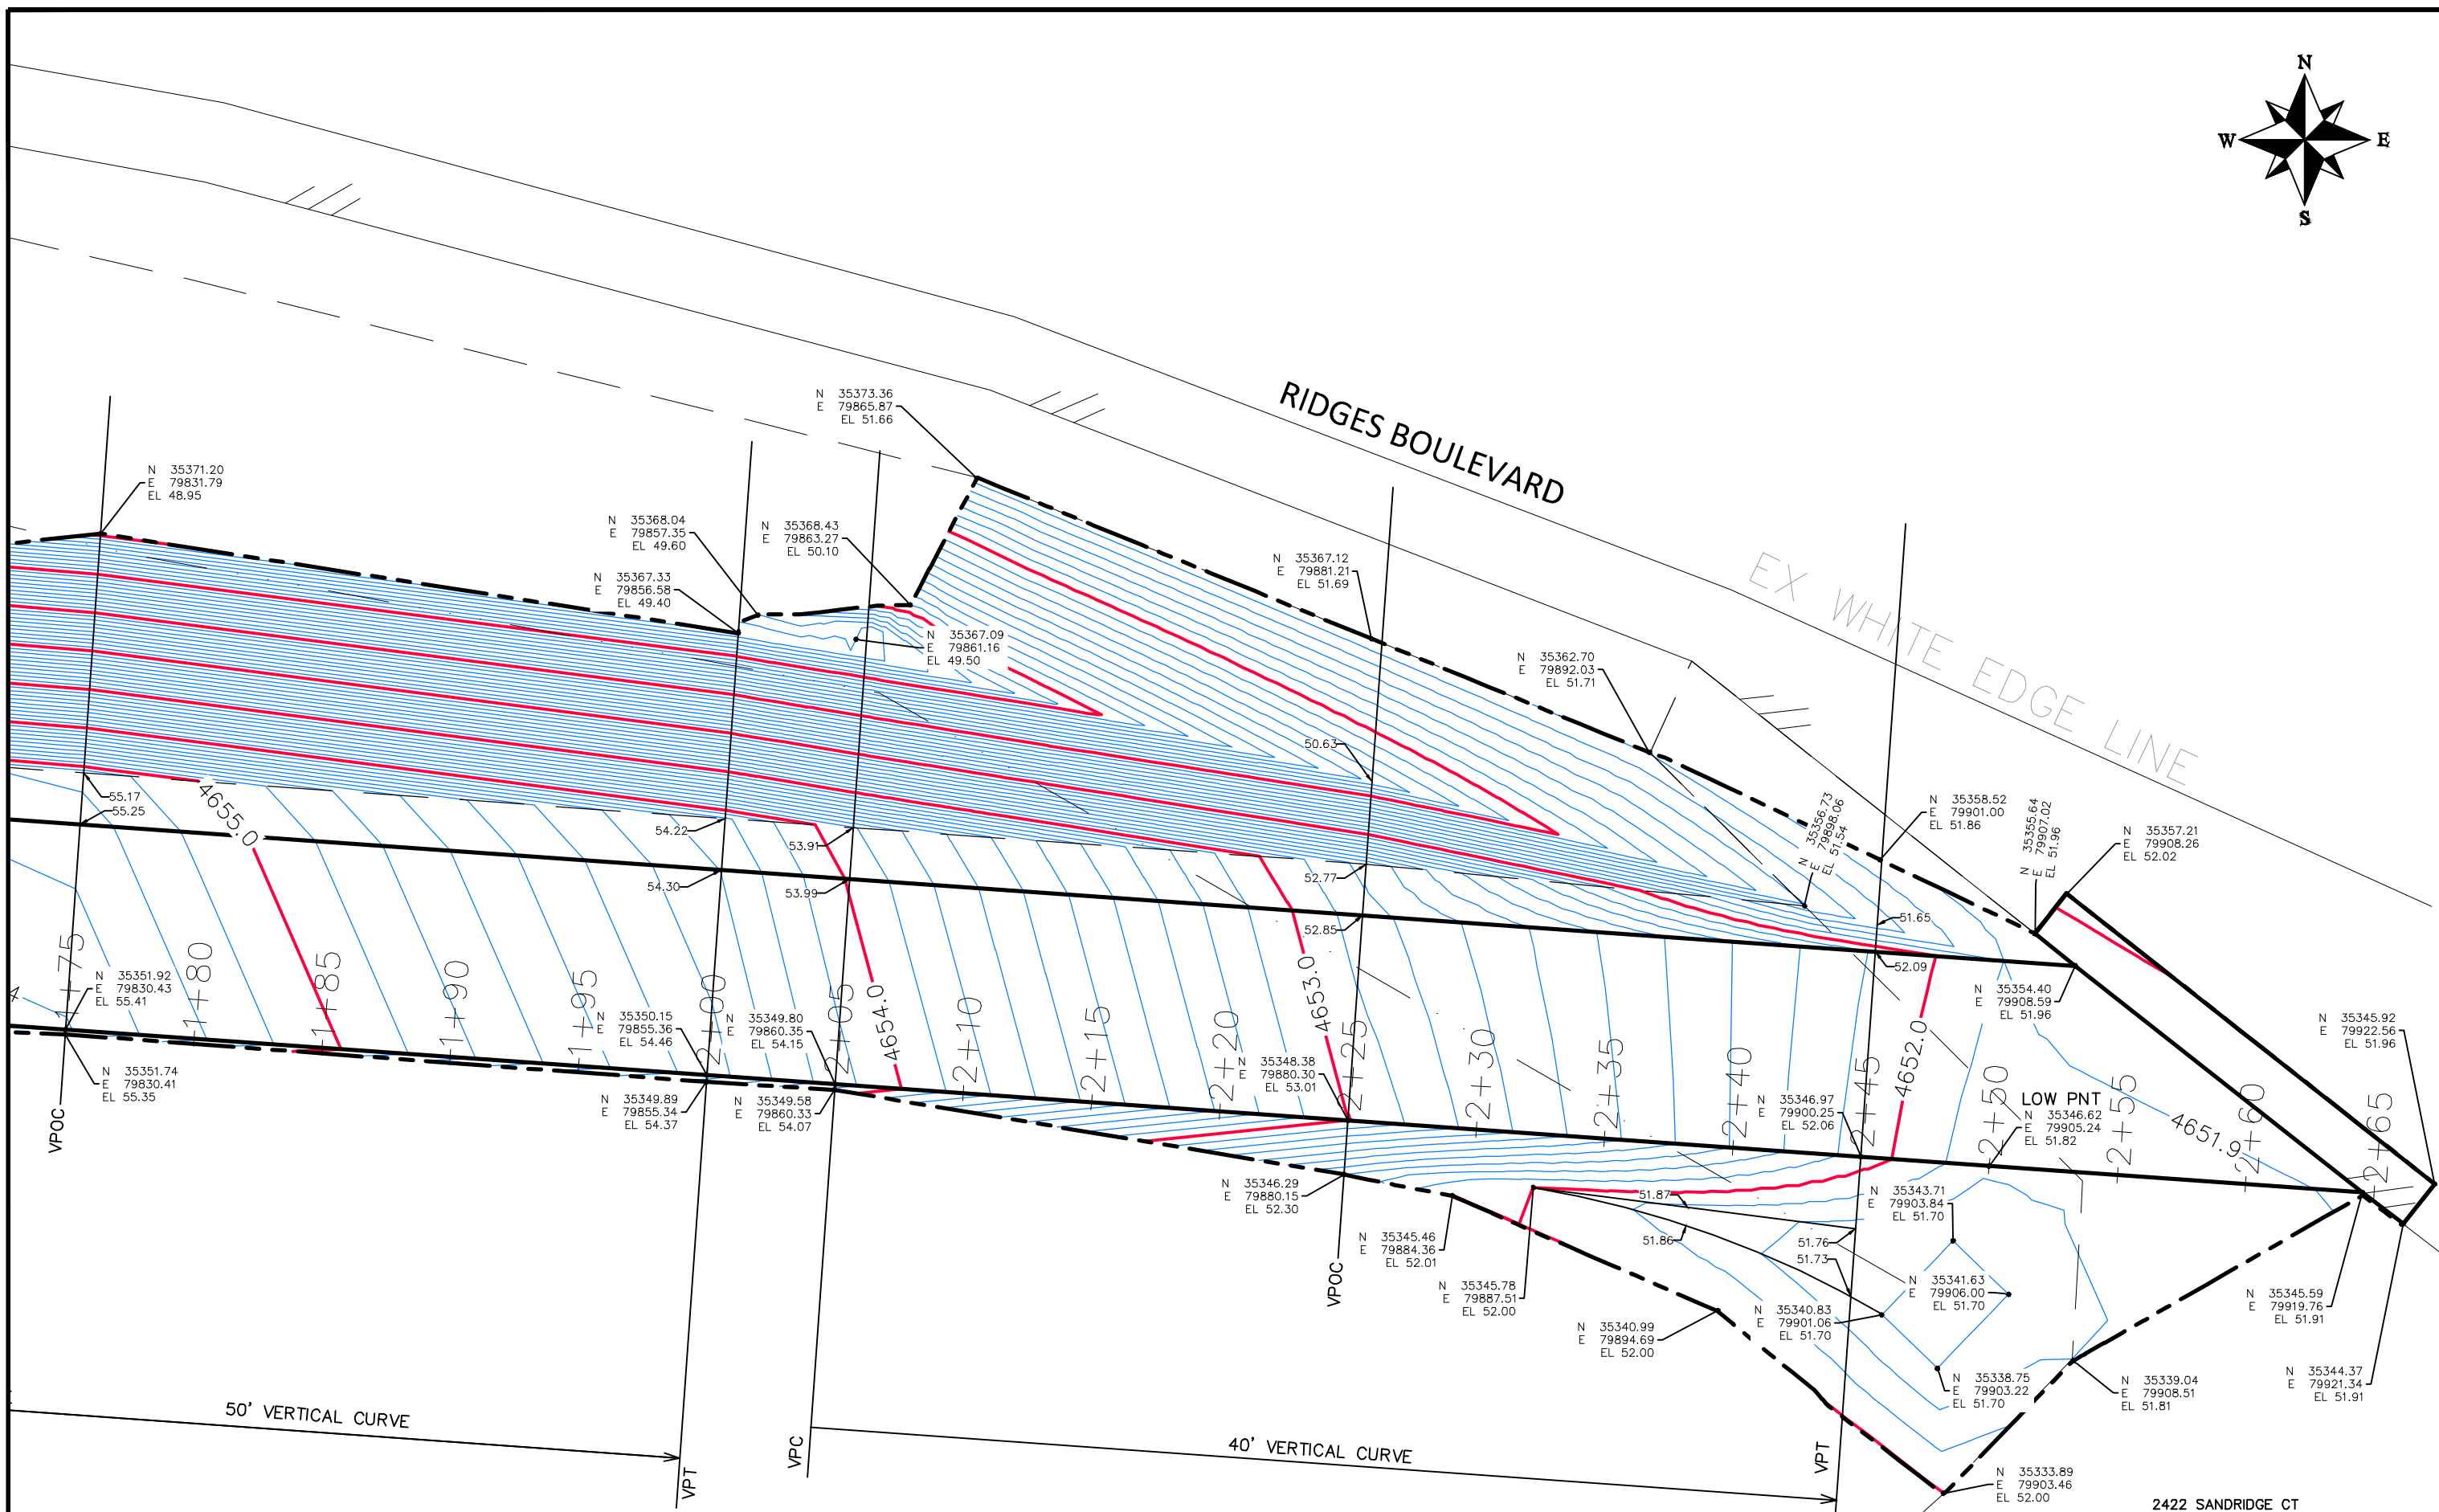 N
W
E
S
N 35373.36
E 79865.87
EL 51.66
RIDGES BOULEVARD
N 35371.20
E 79831.79
EL 48.95
N 35368.04
E 79857.35
EL 49.60
N 35368.43
E 79863.27
EL 50.10
N 35367.12
E 79881.21
EL 51.69
EX WHITE EDGE LINE
N 35367.33
E 79856.58
EL 49.40
N 35367.09
E 79861.16
EL 49.50
N 35362.70
E 79892.03
EL 51.71
50.63
N 35356.73
E 79898.06
EL 51.54
N 35358.52
E 79901.00
EL 51.86
N 35355.64
E 79907.02
EL 51.96
N 35357.21
E 79908.26
EL 52.02
55.17
55.25
4655.0
54.22
53.91
54.30
53.99
52.77
52.85
51.65
52.09
N 35354.40
E 79908.59
EL 51.96
1+75
1+80
1+85
1+90
1+95
2+00
2+05
2+10
2+15
2+20
2+25
2+30
2+35
2+40
2+45
2+50
2+55
2+60
2+65
4654.0
4653.0
4652.0
4651.9
N 35351.92
E 79830.43
EL 55.41
N 35350.15
E 79855.36
EL 54.46
N 35349.80
E 79860.35
EL 54.15
N 35348.38
E 79880.30
EL 53.01
N 35346.97
E 79900.25
EL 52.06
LOW PNT
N 35346.62
E 79905.24
EL 51.82
N 35345.92
E 79922.56
EL 51.96
N 35351.74
E 79830.41
EL 55.35
N 35349.89
E 79855.34
EL 54.37
N 35349.58
E 79860.33
EL 54.07
N 35346.29
E 79880.15
EL 52.30
51.87
51.86
51.76
51.73
N 35343.71
E 79903.84
EL 51.70
N 35345.46
E 79884.36
EL 52.01
N 35345.78
E 79887.51
EL 52.00
N 35341.63
E 79906.00
EL 51.70
N 35340.83
E 79901.06
EL 51.70
N 35340.99
E 79894.69
EL 52.00
N 35345.59
E 79919.76
EL 51.91
N 35338.75
E 79903.22
EL 51.70
N 35339.04
E 79908.51
EL 51.81
N 35344.37
E 79921.34
EL 51.91
N 35333.89
E 79903.46
EL 52.00
VPOC
50' VERTICAL CURVE
VPT
VPC
VPOC
40' VERTICAL CURVE
VPT
2422 SANDRIDGE CT